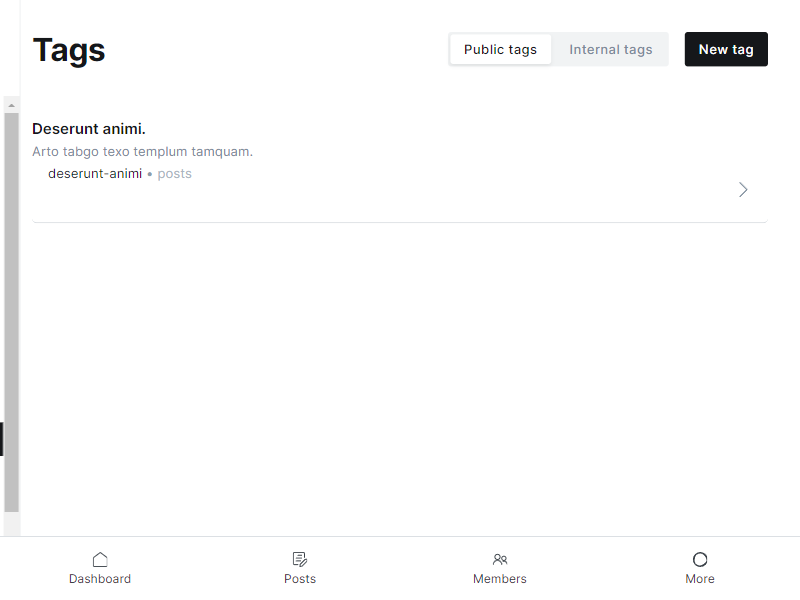 Tags
Public tags
Internal tags
New tag
Deserunt animi.
Arto tabgo texo templum tamquam.
deserunt-animi • posts
Dashboard
Posts
Members
More